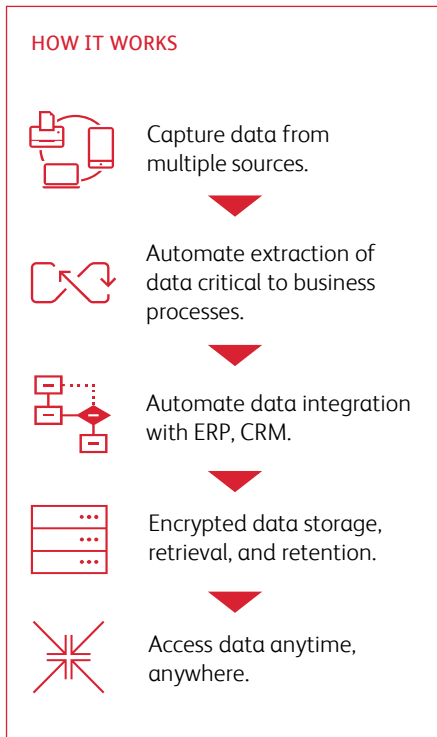 HOW IT WORKS
Capture data from
multiple sources.
Automate extraction of
data critical to business
processes.
Automate data integration
with ERP, CRM.
Encrypted data storage,
retrieval, and retention.
Access data anytime,
anywhere.